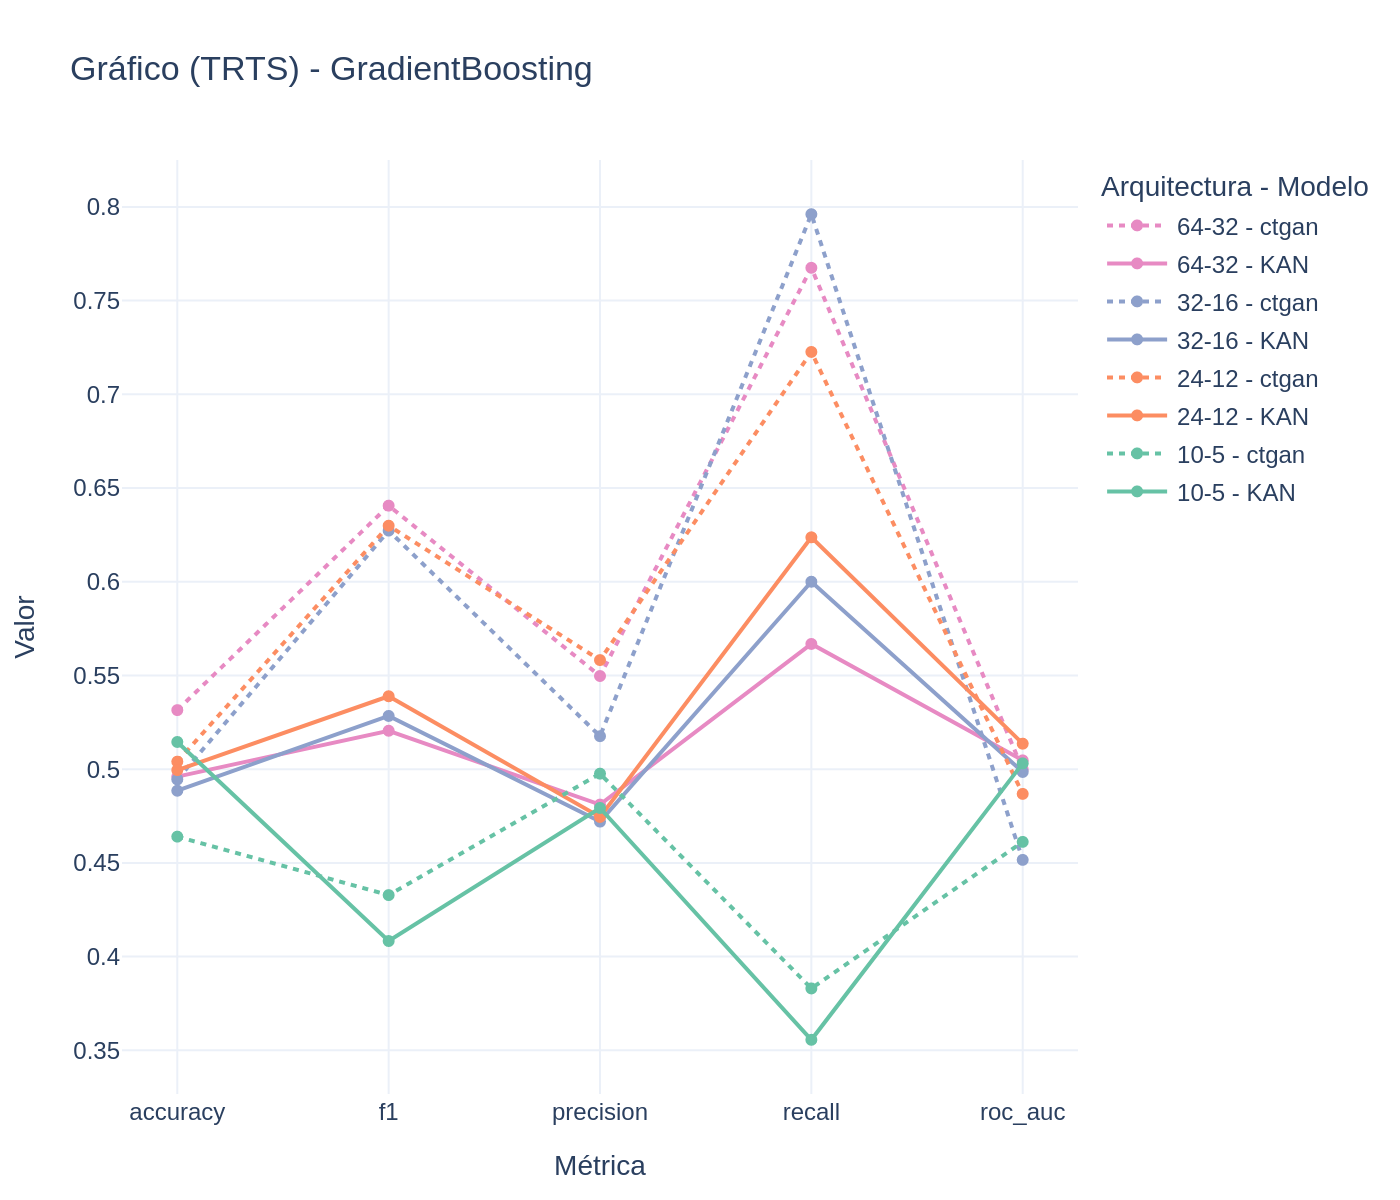 Gráfico (TRTS) - GradientBoosting
Arquitectura - Modelo
64-32 - ctgan
64-32 - KAN
32-16 - ctgan
32-16 - KAN
24-12 - ctgan
24-12 - KAN
10-5 - ctgan
10-5 - KAN
Valor
0.8
0.75
0.7
0.65
0.6
0.55
0.5
0.45
0.4
0.35
accuracy
f1
precision
recall
roc_auc
Métrica